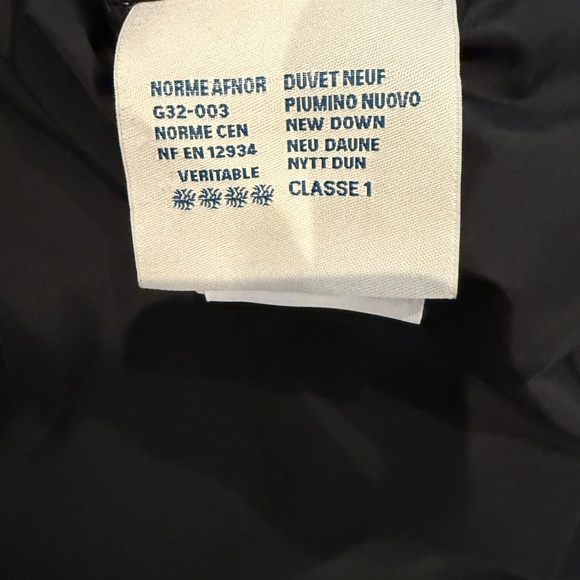 NORME AFNOR
G32-003
NORME CEN
NF EN 12934
VERITABLE
DUVET NEUF
PIUMINO NUOVO
NEW DOWN
NEU DAUNE
NYTT DUN
CLASSE 1